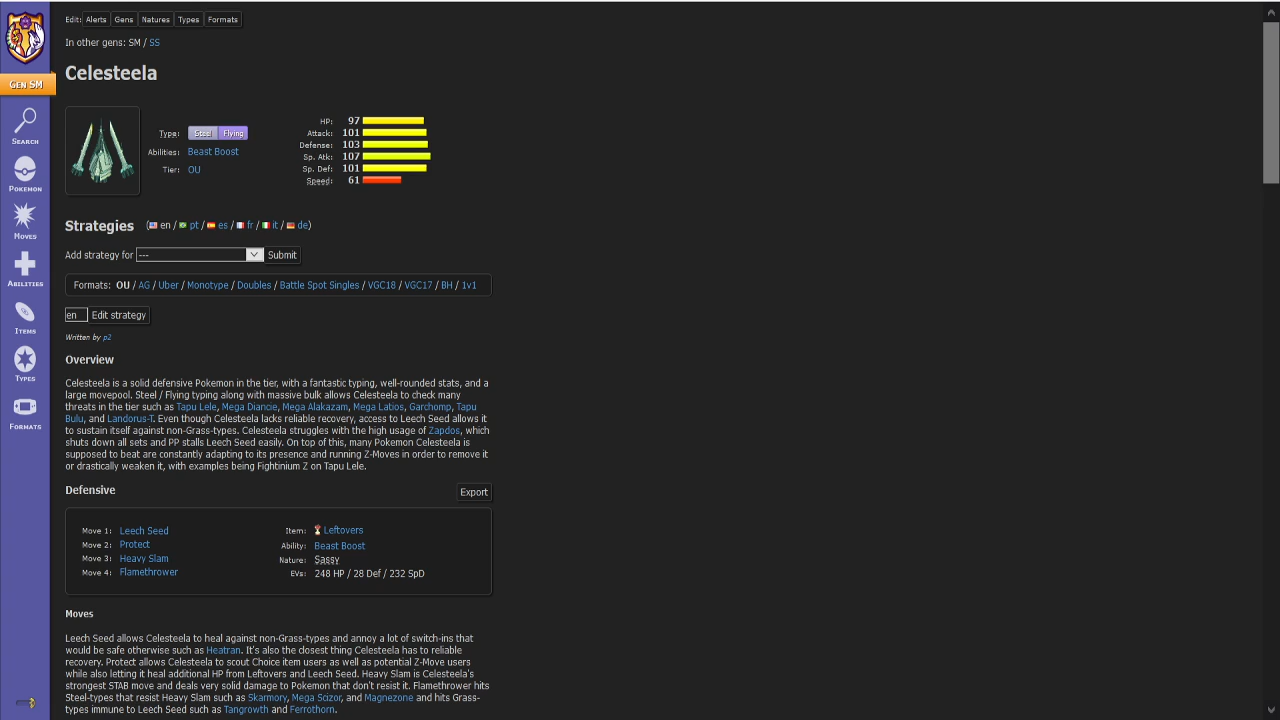 Edit: Alerts Gens Natures Types Formats
In other gens: SM / SS
Celesteela
GEN SM
SEARCH
POKEMON
MOVES
ABILITIES
ITEMS
TYPES
FORMATS
Type: Steel Flying
Abilities: Beast Boost
Tier: OU
HP: 97
Attack: 101
Defense: 103
Sp. Atk: 107
Sp. Def: 101
Speed: 61
Strategies (en / pt / es / fr / it / de)
Add strategy for --- Submit
Formats: OU / AG / Uber / Monotype / Doubles / Battle Spot Singles / VGC18 / VGC17 / BH / 1v1
en Edit strategy
Written by p2
Overview
Celesteela is a solid defensive Pokemon in the tier, with a fantastic typing, well-rounded stats, and a
large movepool. Steel / Flying typing along with massive bulk allows Celesteela to check many
threats in the tier such as Tapu Lele, Mega Diancie, Mega Alakazam, Mega Latios, Garchomp, Tapu
Bulu, and Landorus-T. Even though Celesteela lacks reliable recovery, access to Leech Seed allows it
to sustain itself against non-Grass-types. Celesteela struggles with the high usage of Zapdos, which
shuts down all sets and PP stalls Leech Seed easily. On top of this, many Pokemon Celesteela is
supposed to beat are constantly adapting to its presence and running Z-Moves in order to remove it
or drastically weaken it, with examples being Fightinium Z on Tapu Lele.
Defensive Export
Move 1: Leech Seed
Move 2: Protect
Move 3: Heavy Slam
Move 4: Flamethrower
Item: Leftovers
Ability: Beast Boost
Nature: Sassy
EVs: 248 HP / 28 Def / 232 SpD
Moves
Leech Seed allows Celesteela to heal against non-Grass-types and annoy a lot of switch-ins that
would be safe otherwise such as Heatran. It's also the closest thing Celesteela has to reliable
recovery. Protect allows Celesteela to scout Choice item users as well as potential Z-Move users
while also letting it heal additional HP from Leftovers and Leech Seed. Heavy Slam is Celesteela's
strongest STAB move and deals very solid damage to Pokemon that don't resist it. Flamethrower hits
Steel-types that resist Heavy Slam such as Skarmory, Mega Scizor, and Magnezone and hits Grass-
types immune to Leech Seed such as Tangrowth and Ferrothorn.